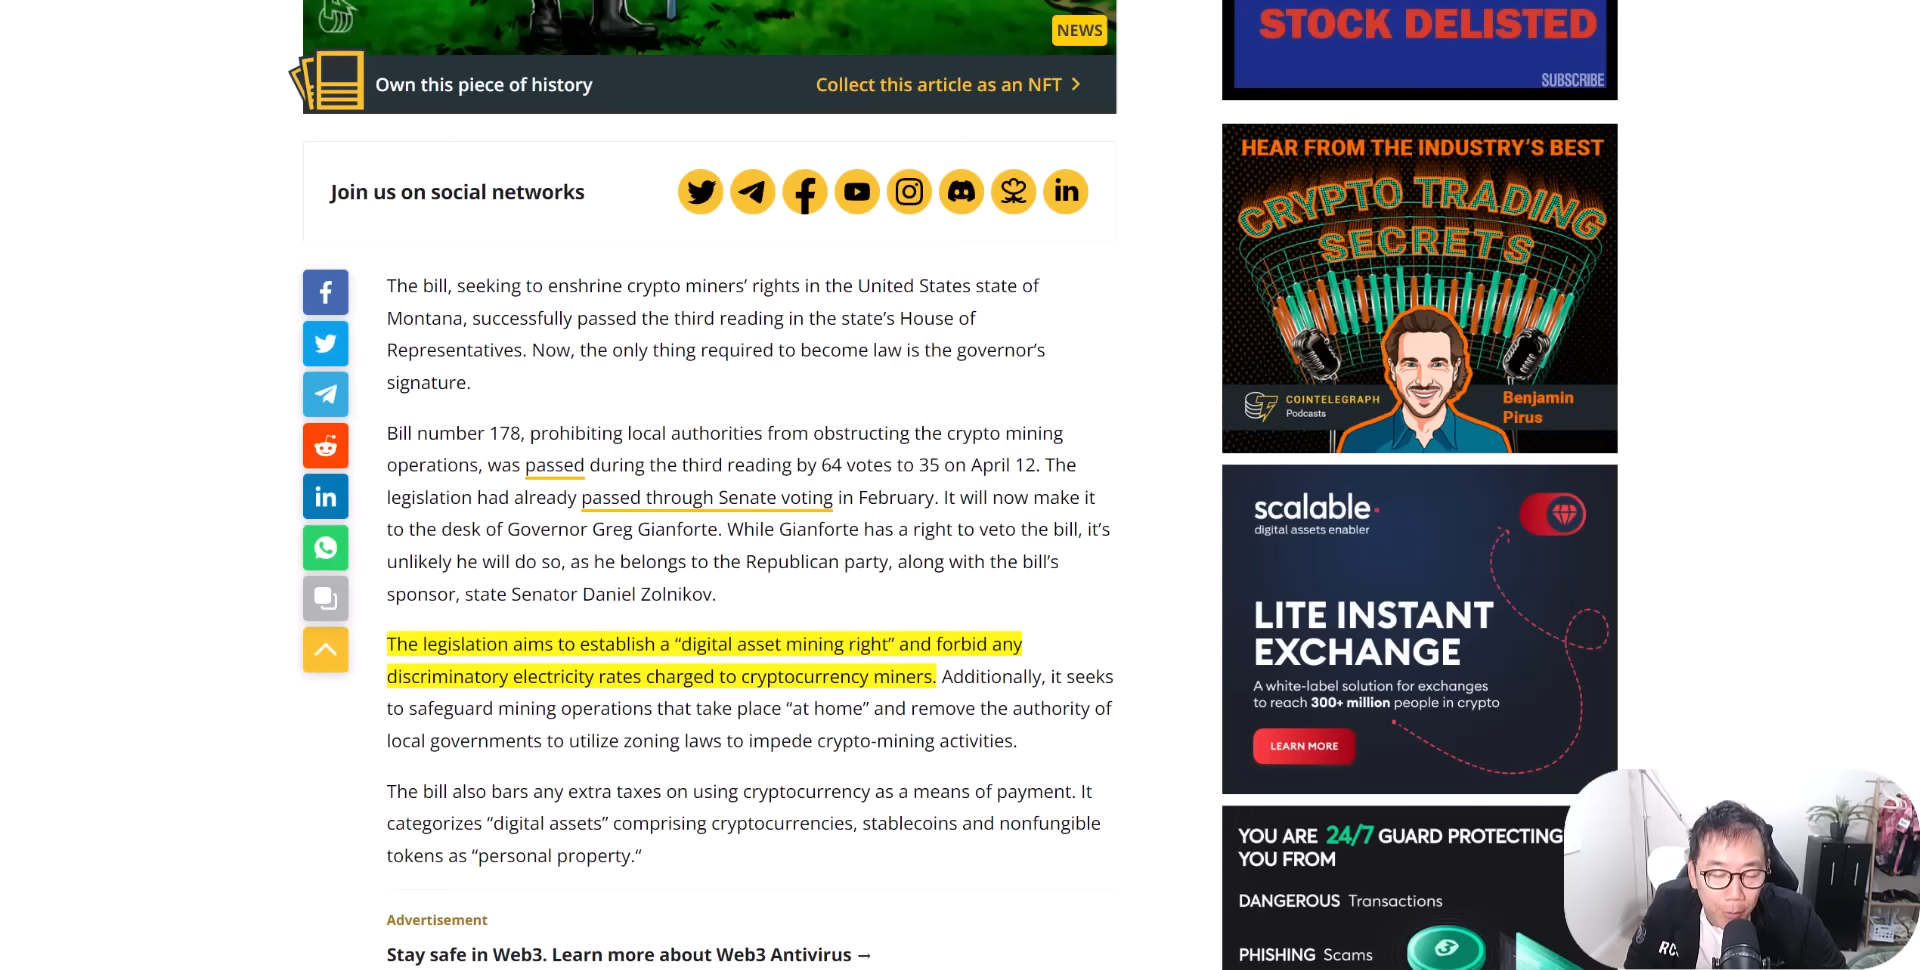 STOCK DELISTED
SUBSCRIBE
NEWS
Own this piece of history
Collect this article as an NFT
Join us on social networks
The bill, seeking to enshrine crypto miners’ rights in the United States state of
Montana, successfully passed the third reading in the state’s House of
Representatives. Now, the only thing required to become law is the governor’s
signature.
Bill number 178, prohibiting local authorities from obstructing the crypto mining
operations, was passed during the third reading by 64 votes to 35 on April 12. The
legislation had already passed through Senate voting in February. It will now make it
to the desk of Governor Greg Gianforte. While Gianforte has a right to veto the bill, it’s
unlikely he will do so, as he belongs to the Republican party, along with the bill’s
sponsor, state Senator Daniel Zolnikov.
The legislation aims to establish a “digital asset mining right” and forbid any
discriminatory electricity rates charged to cryptocurrency miners. Additionally, it seeks
to safeguard mining operations that take place “at home” and remove the authority of
local governments to utilize zoning laws to impede crypto-mining activities.
The bill also bars any extra taxes on using cryptocurrency as a means of payment. It
categorizes “digital assets” comprising cryptocurrencies, stablecoins and nonfungible
tokens as “personal property.“
Advertisement
Stay safe in Web3. Learn more about Web3 Antivirus →
HEAR FROM THE INDUSTRY’S BEST
CRYPTO TRADING
SECRETS
COINTELEGRAPH
Podcasts
Benjamin
Pirus
scalable
digital assets enabler
LITE INSTANT
EXCHANGE
A white-label solution for exchanges
to reach 300+ million people in crypto
LEARN MORE
YOU ARE 24/7 GUARD PROTECTING
YOU FROM
DANGEROUS Transactions
PHISHING Scams